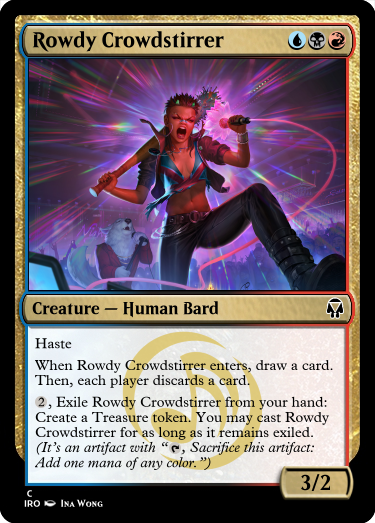 Rowdy Crowdstirrer
Creature — Human Bard
Haste
When Rowdy Crowdstirrer enters, draw a card.
Then, each player discards a card.
2, Exile Rowdy Crowdstirrer from your hand:
Create a Treasure token. You may cast Rowdy
Crowdstirrer for as long as it remains exiled.
(It's an artifact with “, Sacrifice this artifact:
Add one mana of any color.”)
3/2
C
IRO Ina Wong